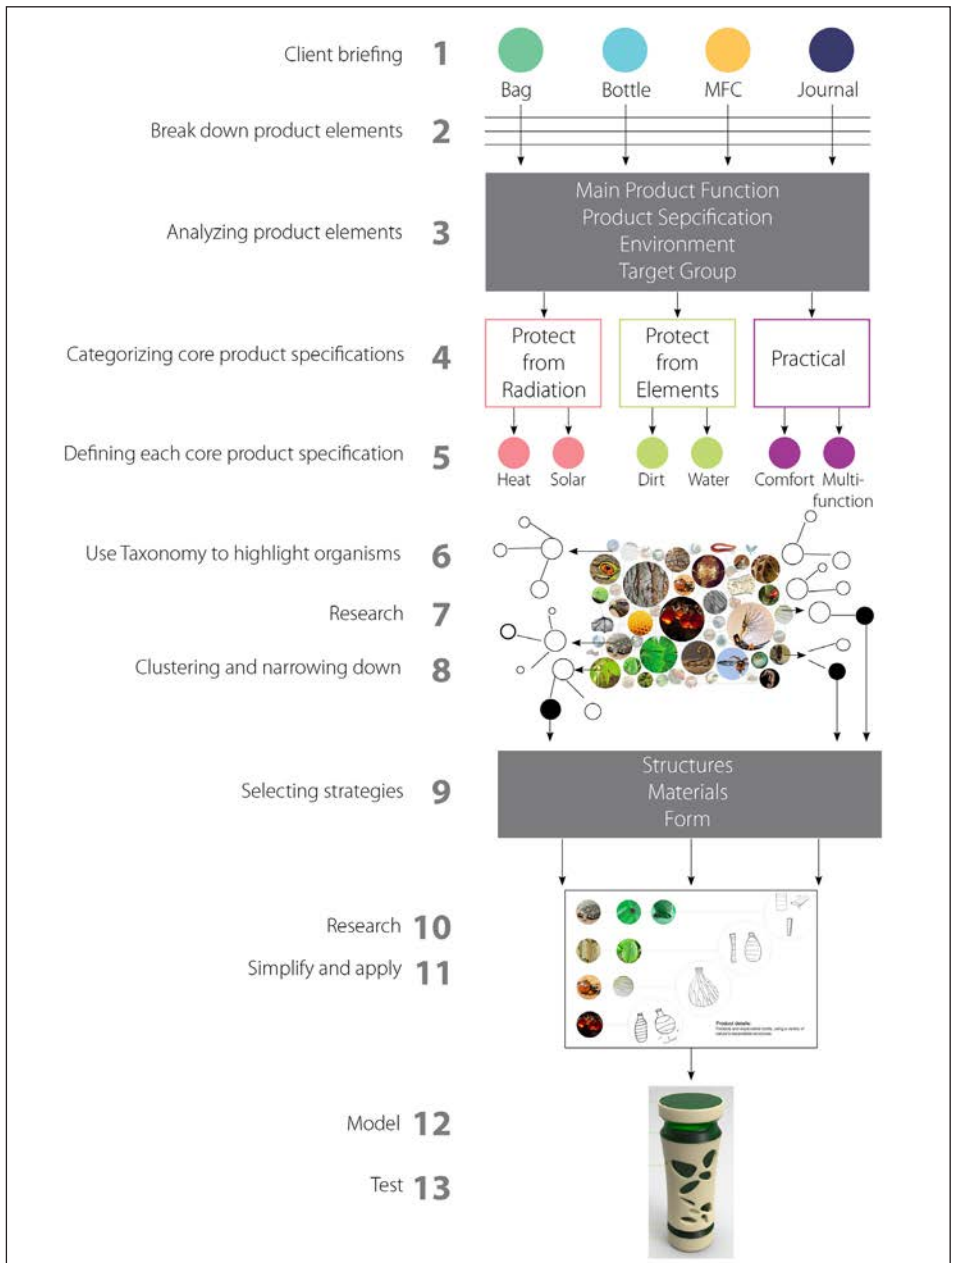 Client briefing 1
Bag Bottle MFC Journal
Break down product elements 2
Analyzing product elements 3
Main Product Function
Product Sepcification
Environment
Target Group
Categorizing core product specifications 4
Protect
from
Radiation
Protect
from
Elements
Practical
Defining each core product specification 5
Heat Solar Dirt Water Comfort Multi-
function
Use Taxonomy to highlight organisms 6
Research 7
Clustering and narrowing down 8
Selecting strategies 9
Structures
Materials
Form
Research 10
Simplify and apply 11
Product details:
Model 12
Test 13